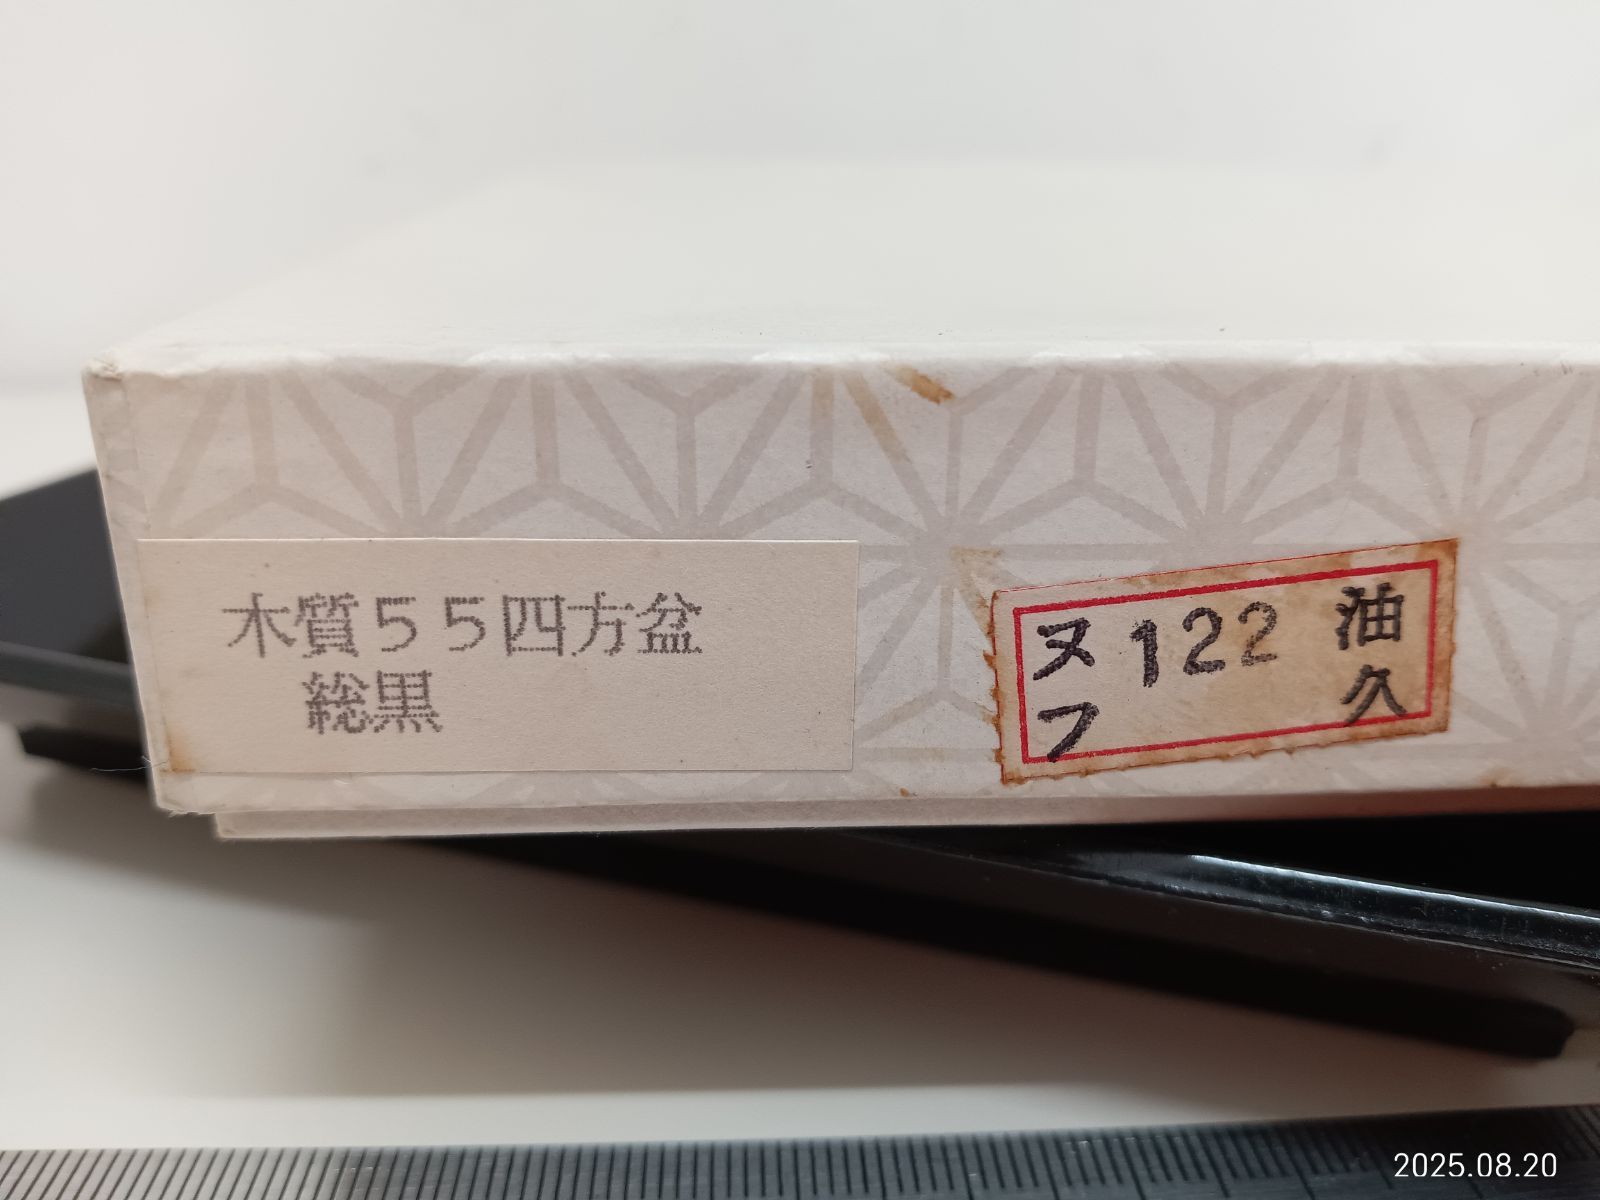 木質５５四方盆
総黒
ヌ 122 油
フ 久
2025.08.20